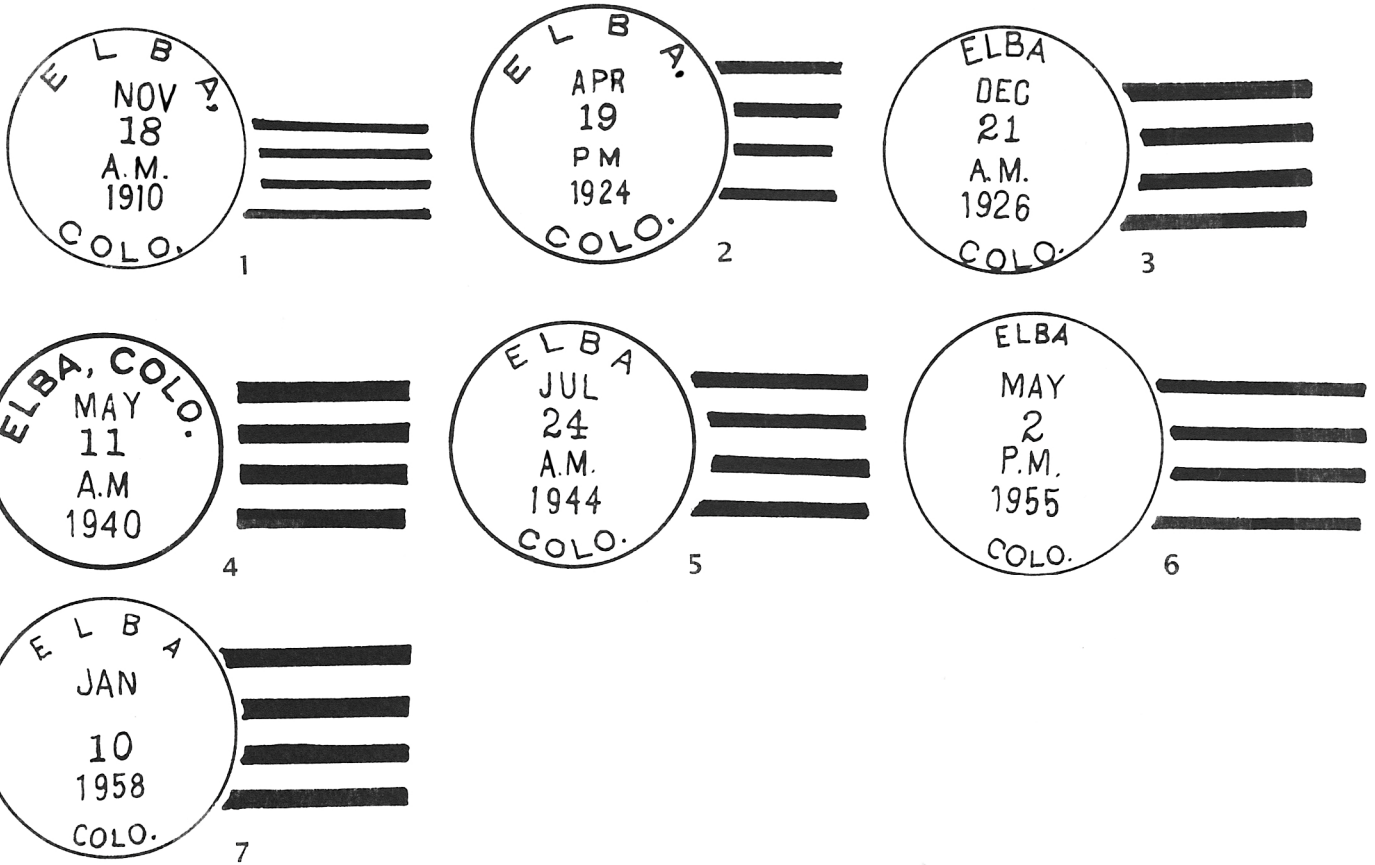 ELBA,
NOV
18
A.M.
1910
COLO.
1
ELBA.
APR
19
PM
1924
COLO.
2
ELBA
DEC
21
A.M.
1926
COLO.
3
ELBA, COLO.
MAY
11
A.M
1940
4
ELBA
JUL
24
A.M.
1944
COLO.
5
ELBA
MAY
2
P.M.
1955
COLO.
6
ELBA
JAN
10
1958
COLO.
7